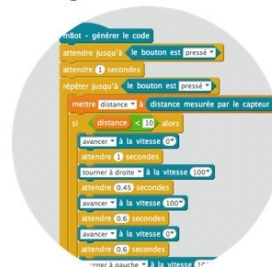 mBot - générer le code
attendre jusqu'à le bouton est pressé
attendre 1 secondes
répéter jusqu'à le bouton est pressé
mettre distance à distance mesurée par le capteur
si distance < 10 alors
avancer à la vitesse 0
attendre 1 secondes
tourner à droite à la vitesse 100
attendre 0.45 secondes
avancer à la vitesse 100
attendre 0.6 secondes
avancer à la vitesse 0
attendre 0.6 secondes
tourner à gauche à la vitesse